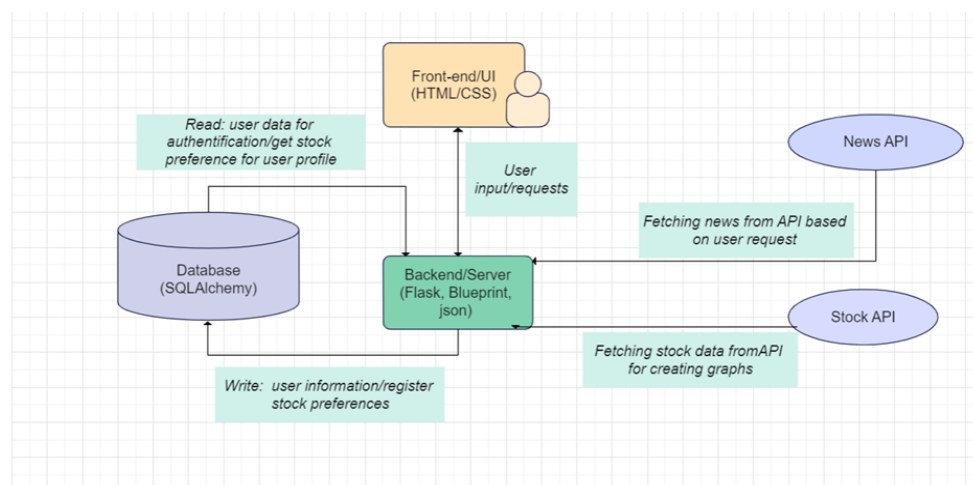 Front-end/UI
(HTML/CSS)
Read: user data for
authentification/get stock
preference for user profile
User
input/requests
News API
Fetching news from API based
on user request
Database
(SQLAlchemy)
Backend/Server
(Flask, Blueprint,
json)
Stock API
Fetching stock data fromAPI
for creating graphs
Write: user information/register
stock preferences